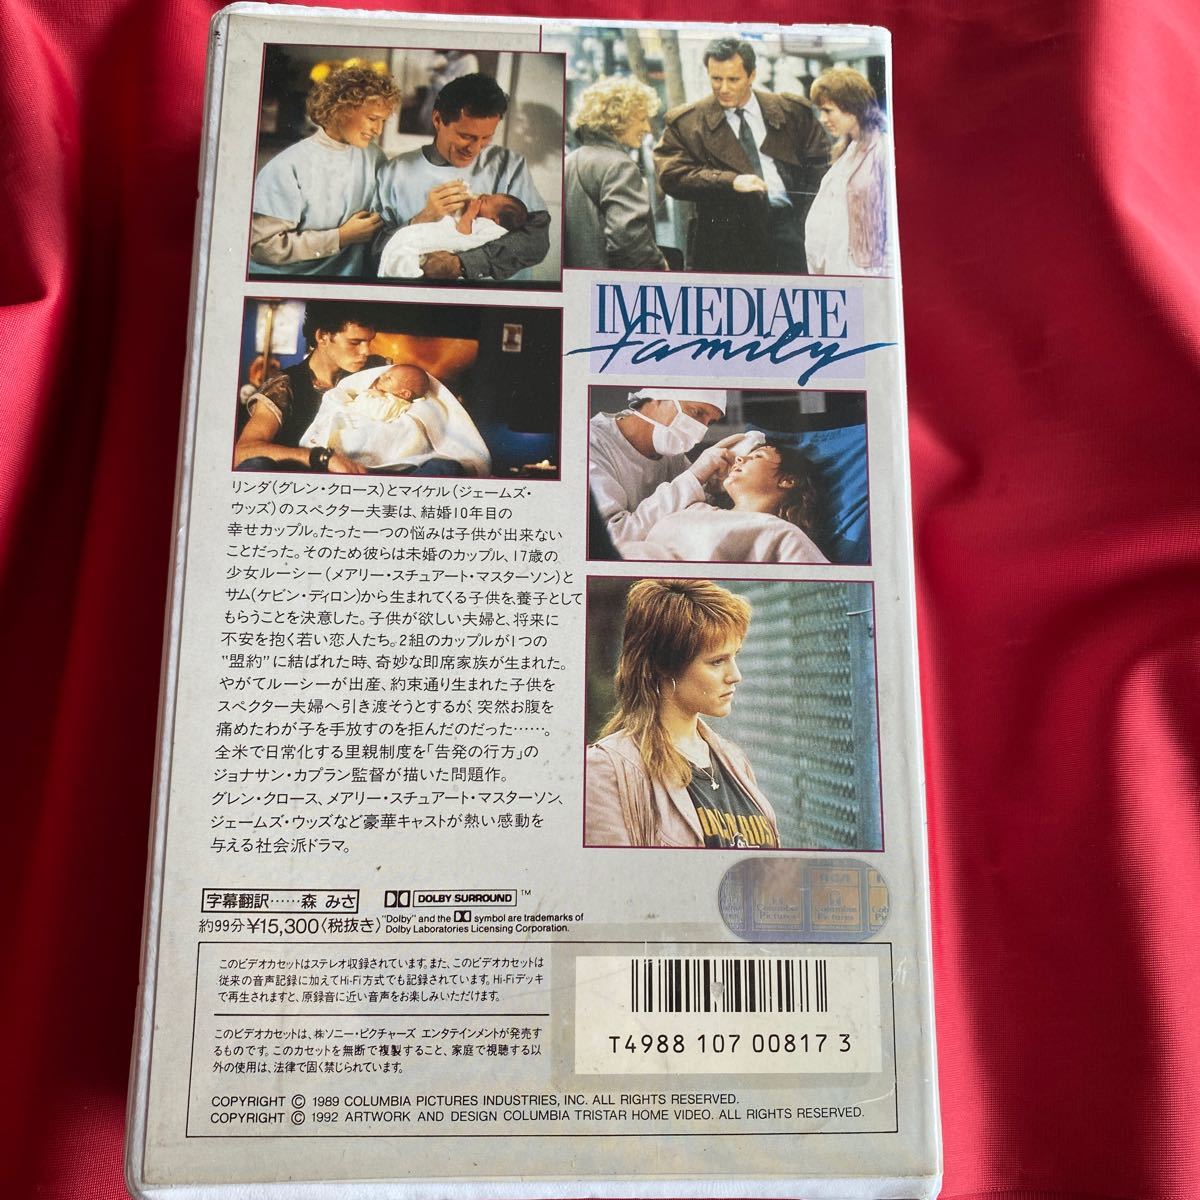 IMMEDIATE
Family
リンダ(グレン・クロース)とマイケル(ジェームズ・
ウッズ)のスペクター夫妻は、結婚10年目の
幸せカップル。たった一つの悩みは子供が出来ない
ことだった。そのため彼らは未婚のカップル、17歳の
少女ルーシー(メアリー・スチュアート・マスターソン)と
サム(ケビン・ディロン)から生まれてくる子供を、養子として
もらうことを決意した。子供が欲しい夫婦と、将来に
不安を抱く若い恋人たち。2組のカップルが1つの
“盟約”に結ばれた時、奇妙な即席家族が生まれた。
やがてルーシーが出産、約束通り生まれた子供を
スペクター夫婦へ引き渡そうとするが、突然お腹を
痛めたわが子を手放すのを拒んだのだった……。
全米で日常化する里親制度を「告発の行方」の
ジョナサン・カプラン監督が描いた問題作。
グレン・クロース、メアリー・スチュアート・マスターソン、
ジェームズ・ウッズなど豪華キャストが熱い感動を
与える社会派ドラマ。
字幕翻訳……森 みさ
DOLBY SURROUND TM
約99分 ¥15,300〈税抜き〉
"Dolby" and the symbol are trademarks of
Dolby Laboratories Licensing Corporation.
RCA
Columbia
Pictures
このビデオカセットはステレオ収録されています。また、このビデオカセットは
従来の音声記録に加えてHi-Fi方式でも記録されています。Hi-Fiデッキ
で再生されますと、原録音に近い音声をお楽しみいただけます。
このビデオカセットは、㈱ソニー・ピクチャーズ エンタテインメントが発売す
るものです。このカセットを無断で複製すること、家庭で視聴する以
外の使用は、法律で固く禁じられています。
T4988 107 00817 3
COPYRIGHT © 1989 COLUMBIA PICTURES INDUSTRIES, INC. ALL RIGHTS RESERVED.
COPYRIGHT © 1992 ARTWORK AND DESIGN COLUMBIA TRISTAR HOME VIDEO. ALL RIGHTS RESERVED.